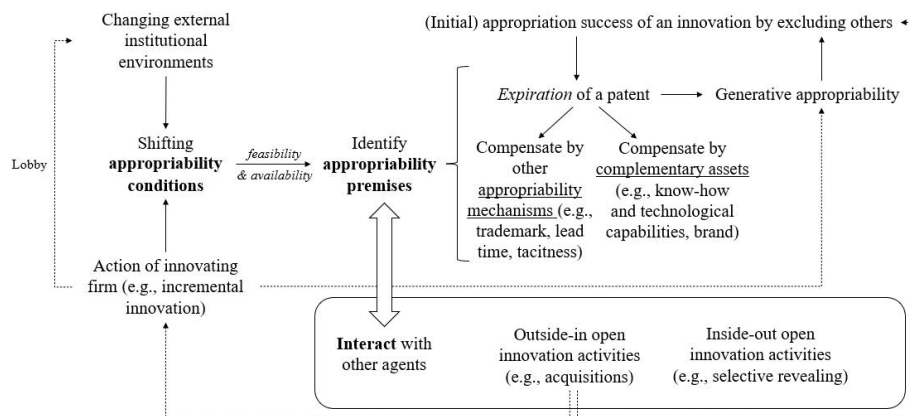 Changing external
institutional
environments
(Initial) appropriation success of an innovation by excluding others
Expiration of a patent
Generative appropriability
Lobby
Shifting
appropriability
conditions
feasibility
& availability
Identify
appropriability
premises
Compensate by
other
appropriability
mechanisms (e.g.,
trademark, lead
time, tacitness)
Compensate by
complementary assets
(e.g., know-how
and technological
capabilities, brand)
Action of innovating
firm (e.g., incremental
innovation)
Interact with
other agents
Outside-in open
innovation activities
(e.g., acquisitions)
Inside-out open
innovation activities
(e.g., selective revealing)